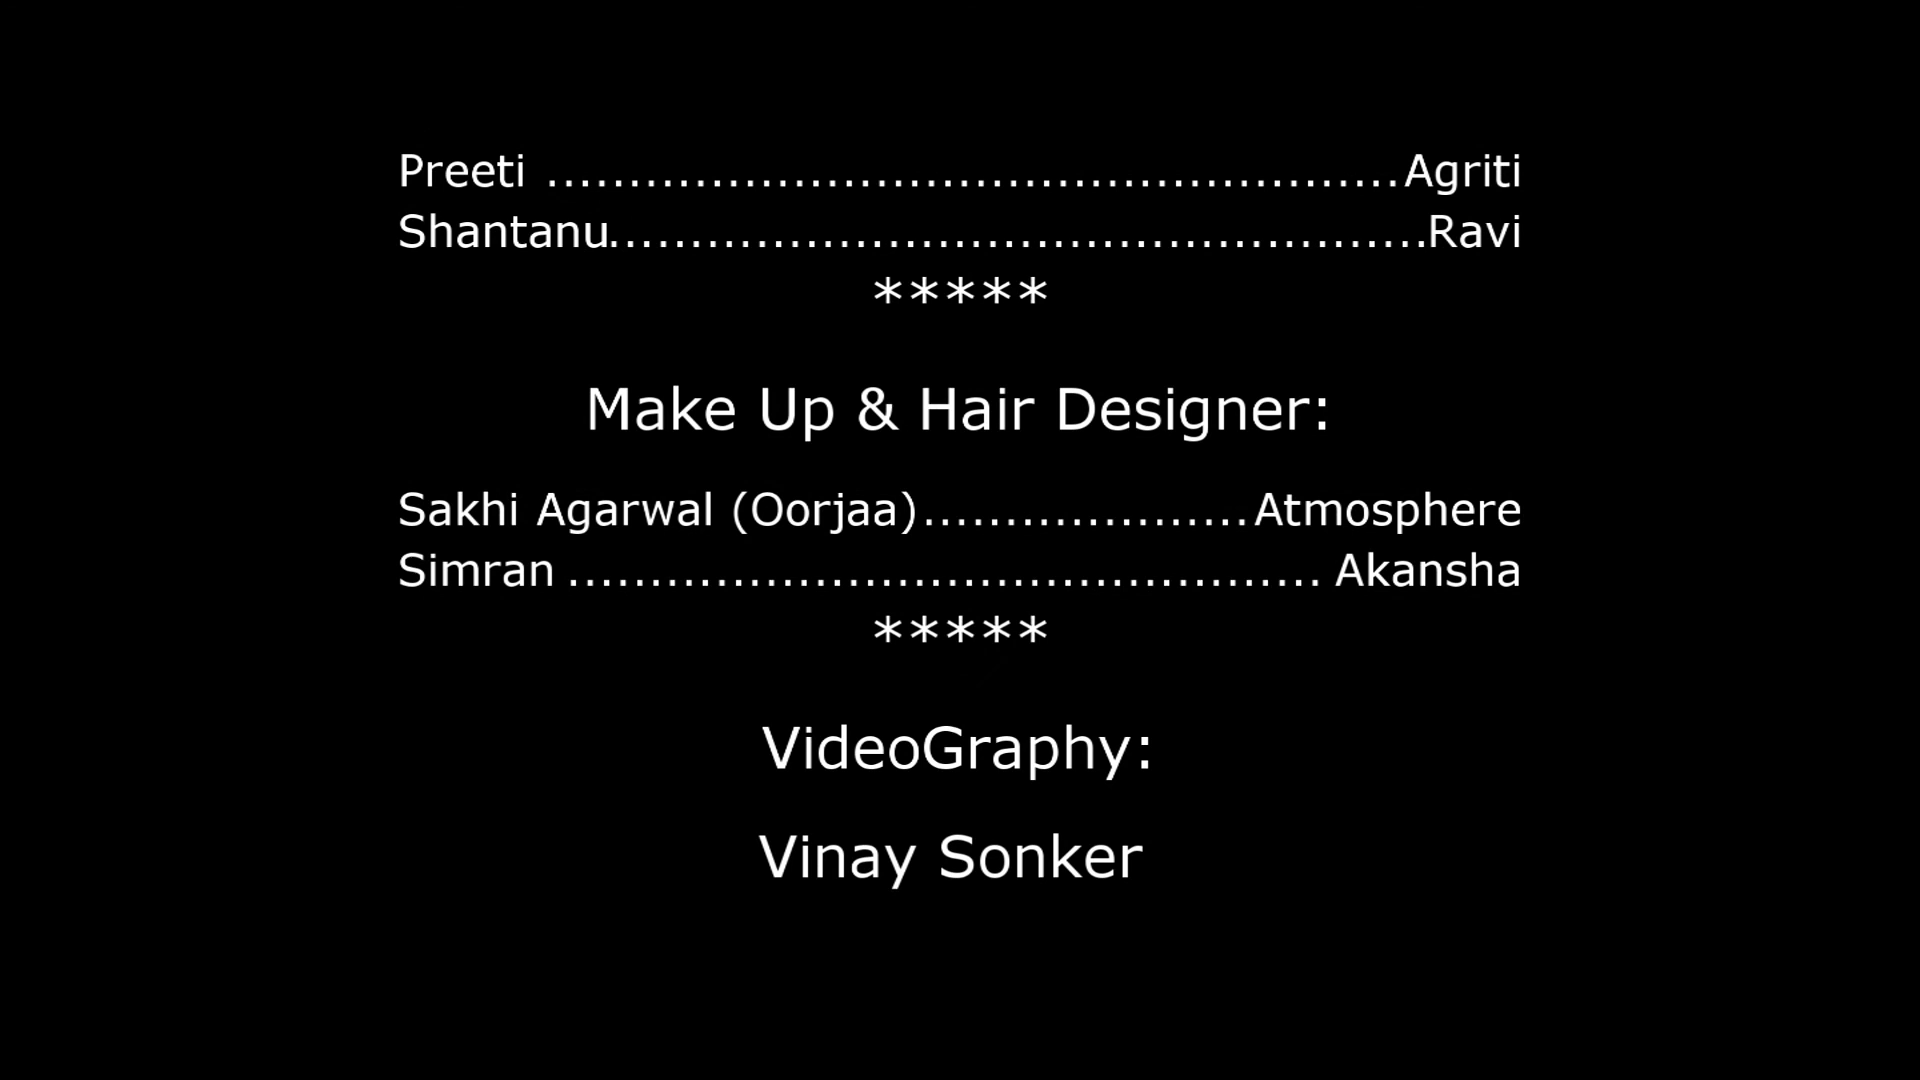 Preeti ....................................................Agriti
Shantanu..................................................Ravi
*****
Make Up & Hair Designer:
Sakhi Agarwal (Oorjaa)....................Atmosphere
Simran .............................................. Akansha
*****
VideoGraphy:
Vinay Sonker